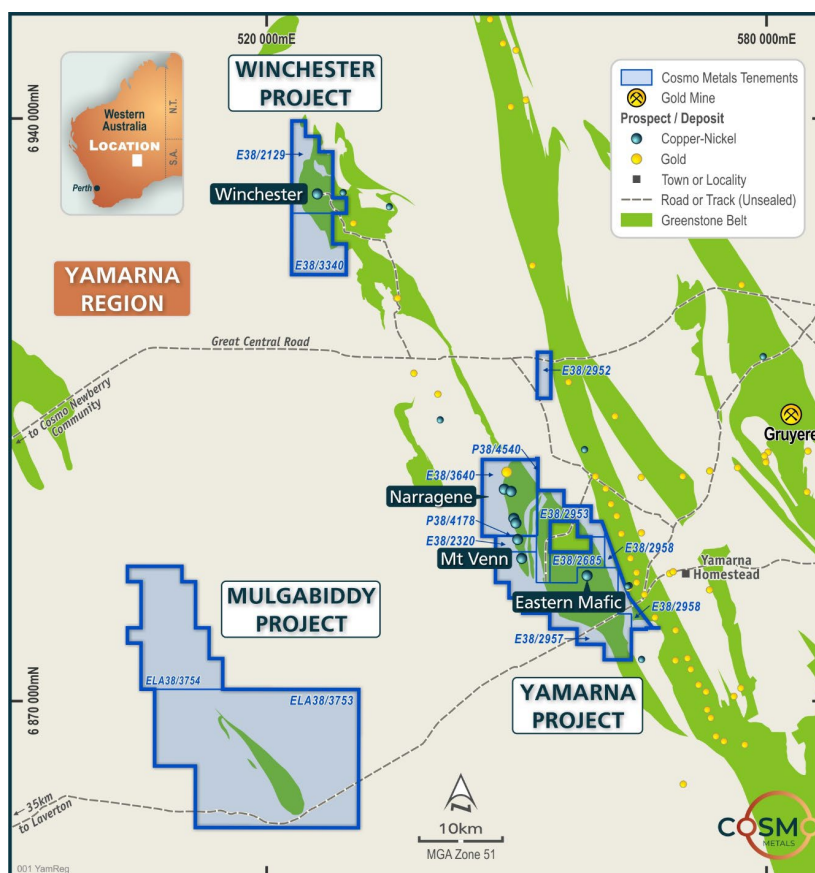 520 000mE
580 000mE
6 940 000mN
6 870 000mN
Western
Australia
LOCATION
N.T.
S.A.
Perth
WINCHESTER
PROJECT
Cosmo Metals Tenements
Gold Mine
Prospect / Deposit
Copper-Nickel
Gold
Town or Locality
Road or Track (Unsealed)
Greenstone Belt
E38/2129
Winchester
E38/3340
YAMARNA
REGION
Great Central Road
to Cosmo Newberry
Community
E38/2952
Gruyere
P38/4540
E38/3640
Narragene
P38/4178
E38/2320
Mt Venn
E38/2953
E38/2685
E38/2958
Yamarna
Homestead
Eastern Mafic
E38/2958
E38/2957
MULGABIDDY
PROJECT
YAMARNA
PROJECT
ELA38/3754
ELA38/3753
35km
to Laverton
10km
MGA Zone 51
COSMO
METALS
001 YamReg